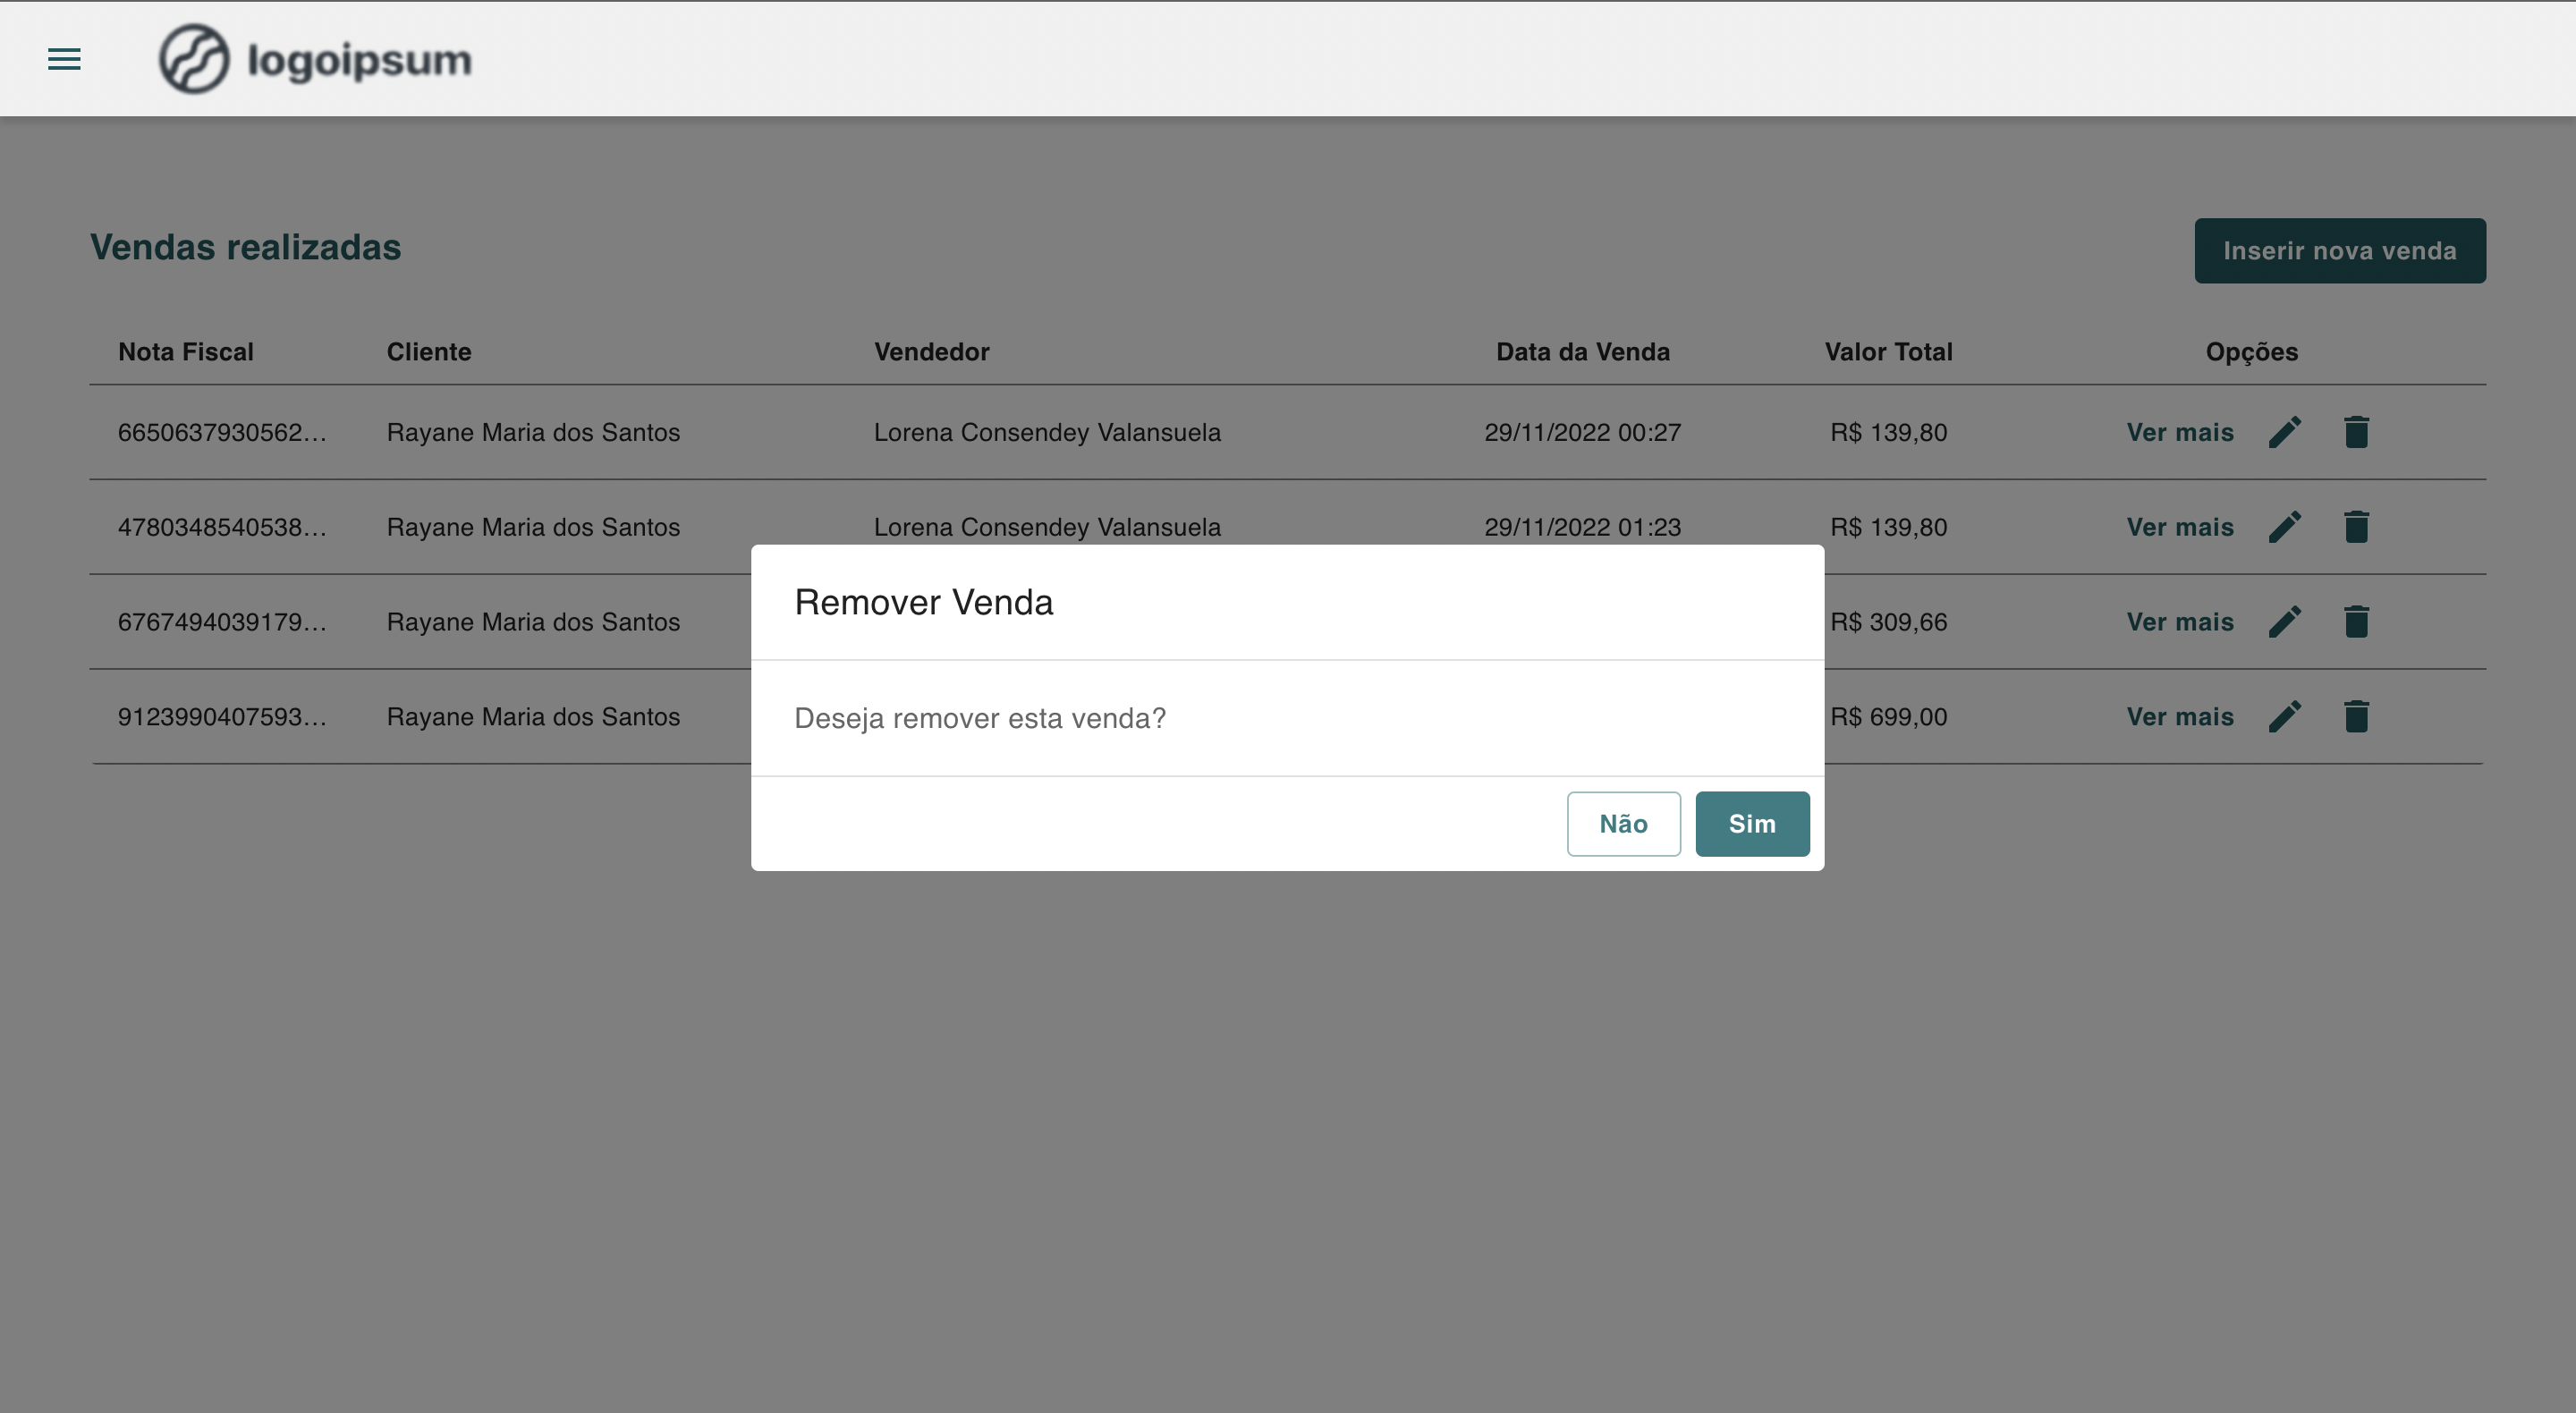 logoipsum
Vendas realizadas
Inserir nova venda
Nota Fiscal Cliente Vendedor Data da Venda Valor Total Opções
6650637930562... Rayane Maria dos Santos Lorena Consendey Valansuela 29/11/2022 00:27 R$ 139,80 Ver mais
4780348540538... Rayane Maria dos Santos Lorena Consendey Valansuela 29/11/2022 01:23 R$ 139,80 Ver mais
6767494039179... Rayane Maria dos Santos R$ 309,66 Ver mais
9123990407593... Rayane Maria dos Santos R$ 699,00 Ver mais
Remover Venda
Deseja remover esta venda?
Não Sim